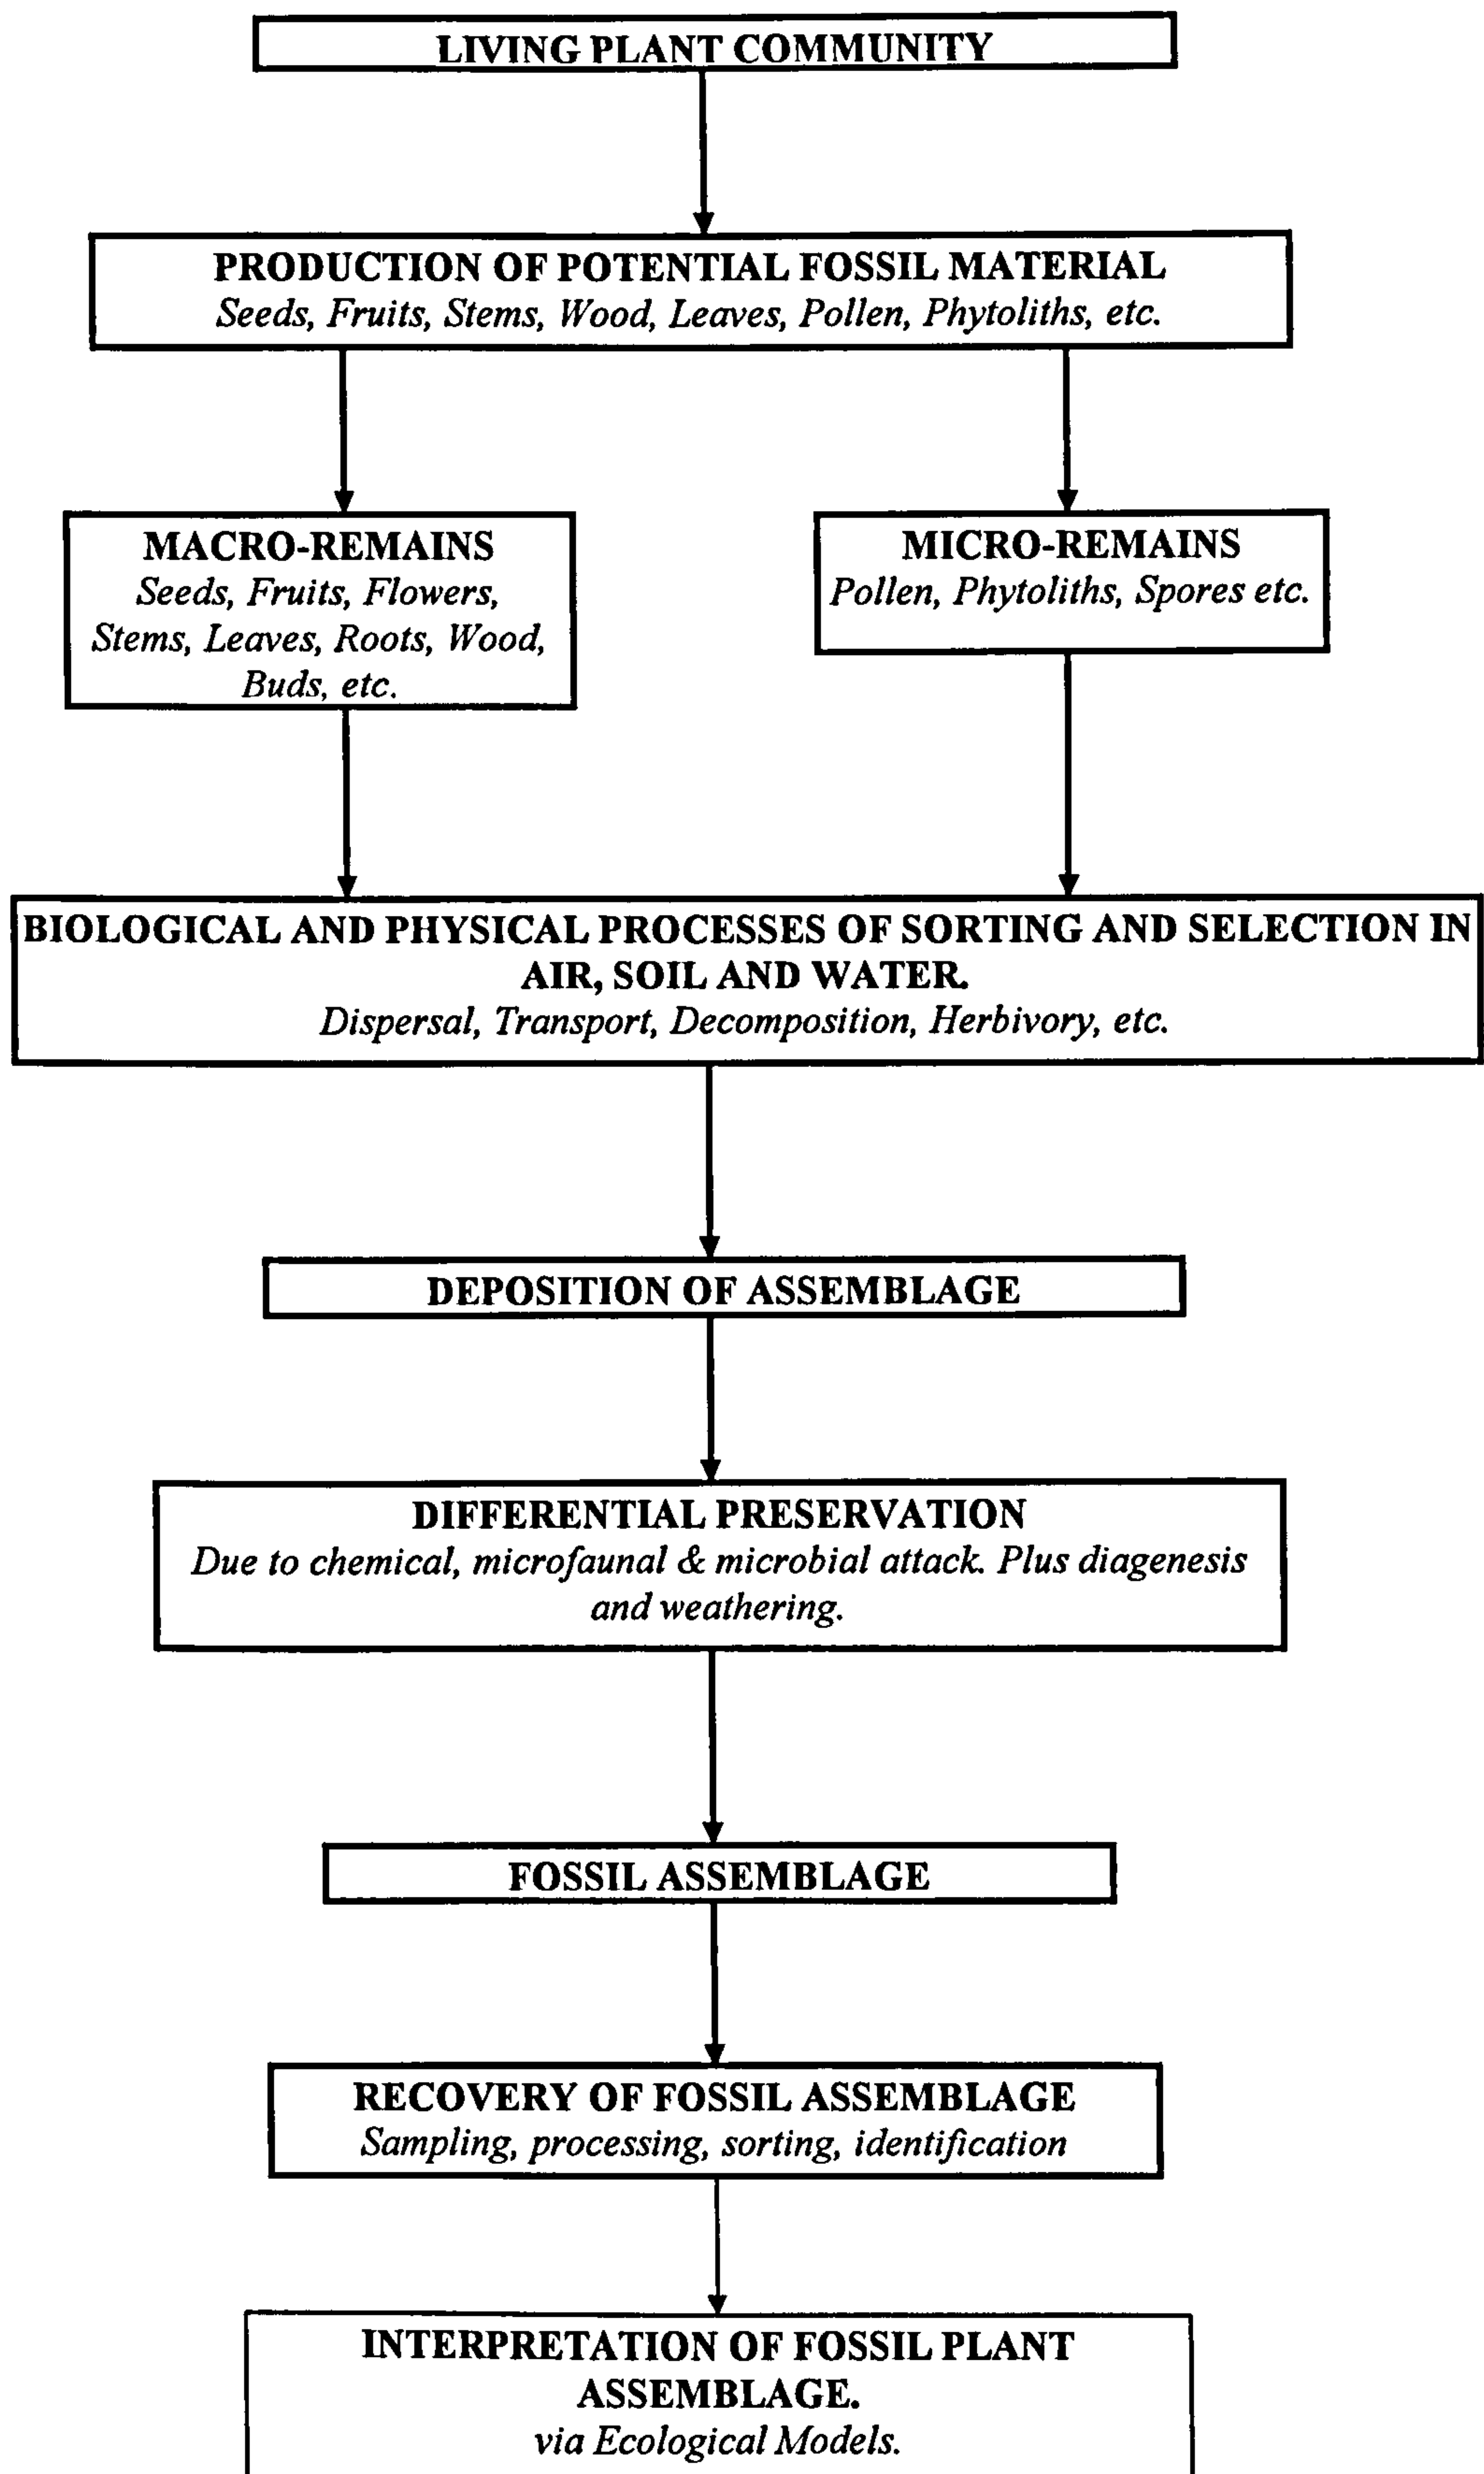 LIVING PLANT COMMUNITY
PRODUCTION OF POTENTIAL FOSSIL MATERIAL
Seeds, Fruits, Stems, Wood, Leaves, Pollen, Phytoliths, etc.
MACRO-REMAINS
Seeds, Fruits, Flowers,
Stems, Leaves, Roots, Wood,
Buds, etc.
MICRO-REMAINS
Pollen, Phytoliths, Spores etc.
BIOLOGICAL AND PHYSICAL PROCESSES OF SORTING AND SELECTION IN
AIR, SOIL AND WATER.
Dispersal, Transport, Decomposition, Herbivory, etc.
DEPOSITION OF ASSEMBLAGE
DIFFERENTIAL PRESERVATION
Due to chemical, microfaunal & microbial attack. Plus diagenesis
and weathering.
FOSSIL ASSEMBLAGE
RECOVERY OF FOSSIL ASSEMBLAGE
Sampling, processing, sorting, identification
INTERPRETATION OF FOSSIL PLANT
ASSEMBLAGE.
via Ecological Models.